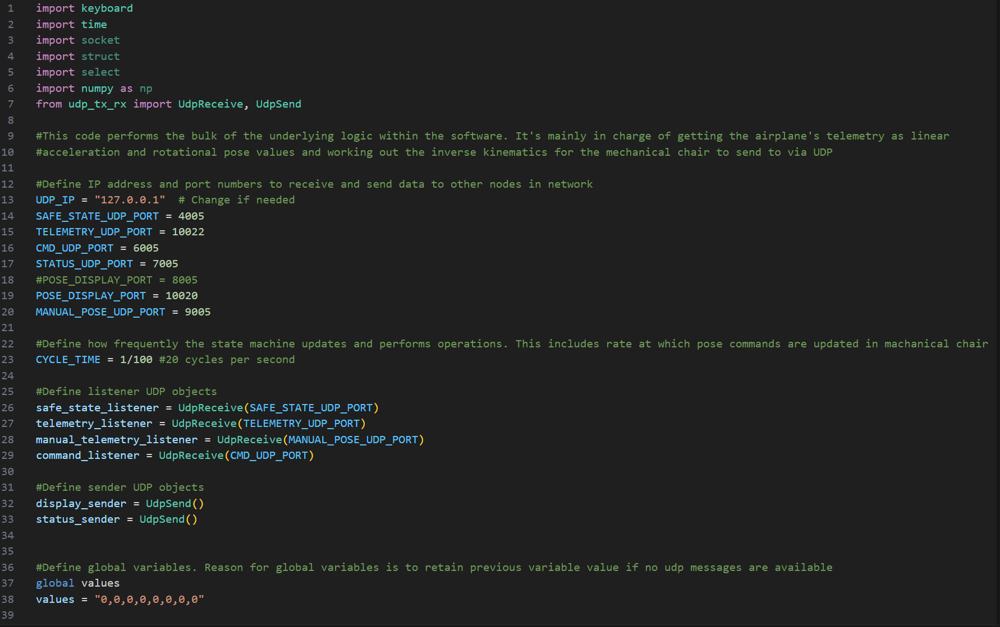 1 import keyboard
2 import time
3 import socket
4 import struct
5 import select
6 import numpy as np
7 from udp_tx_rx import UdpReceive, UdpSend
8
9 #This code performs the bulk of the underlying logic within the software. It's mainly in charge of getting the airplane's telemetry as linear
10 #acceleration and rotational pose values and working out the inverse kinematics for the mechanical chair to send to via UDP
11
12 #Define IP address and port numbers to receive and send data to other nodes in network
13 UDP_IP = "127.0.0.1"  # Change if needed
14 SAFE_STATE_UDP_PORT = 4005
15 TELEMETRY_UDP_PORT = 10022
16 CMD_UDP_PORT = 6005
17 STATUS_UDP_PORT = 7005
18 #POSE_DISPLAY_PORT = 8005
19 POSE_DISPLAY_PORT = 10020
20 MANUAL_POSE_UDP_PORT = 9005
21
22 #Define how frequently the state machine updates and performs operations. This includes rate at which pose commands are updated in machanical chair
23 CYCLE_TIME = 1/100 #20 cycles per second
24
25 #Define listener UDP objects
26 safe_state_listener = UdpReceive(SAFE_STATE_UDP_PORT)
27 telemetry_listener = UdpReceive(TELEMETRY_UDP_PORT)
28 manual_telemetry_listener = UdpReceive(MANUAL_POSE_UDP_PORT)
29 command_listener = UdpReceive(CMD_UDP_PORT)
30
31 #Define sender UDP objects
32 display_sender = UdpSend()
33 status_sender = UdpSend()
34
35
36 #Define global variables. Reason for global variables is to retain previous variable value if no udp messages are available
37 global values
38 values = "0,0,0,0,0,0,0,0"
39